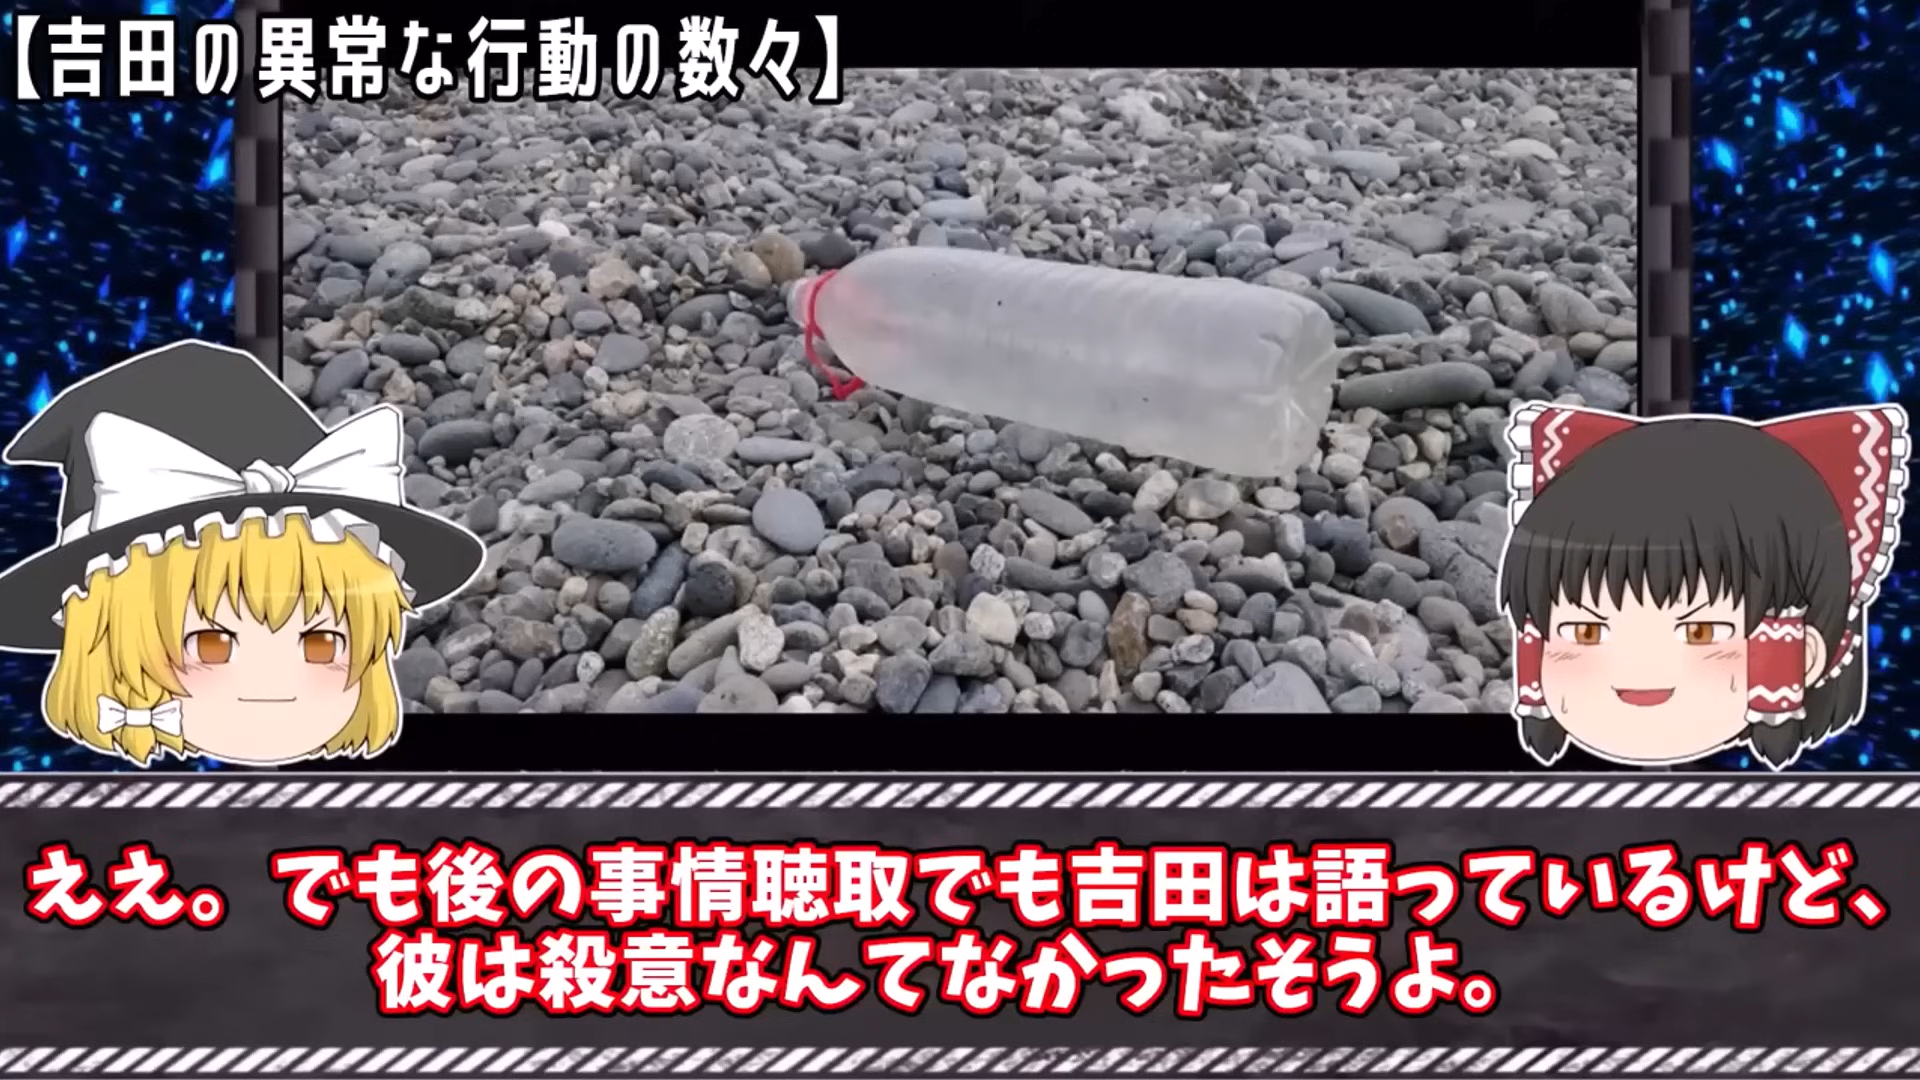 【吉田の異常な行動の数々】
ええ。でも後の事情聴取でも吉田は語っているけど、
彼は殺意なんてなかったそうよ。